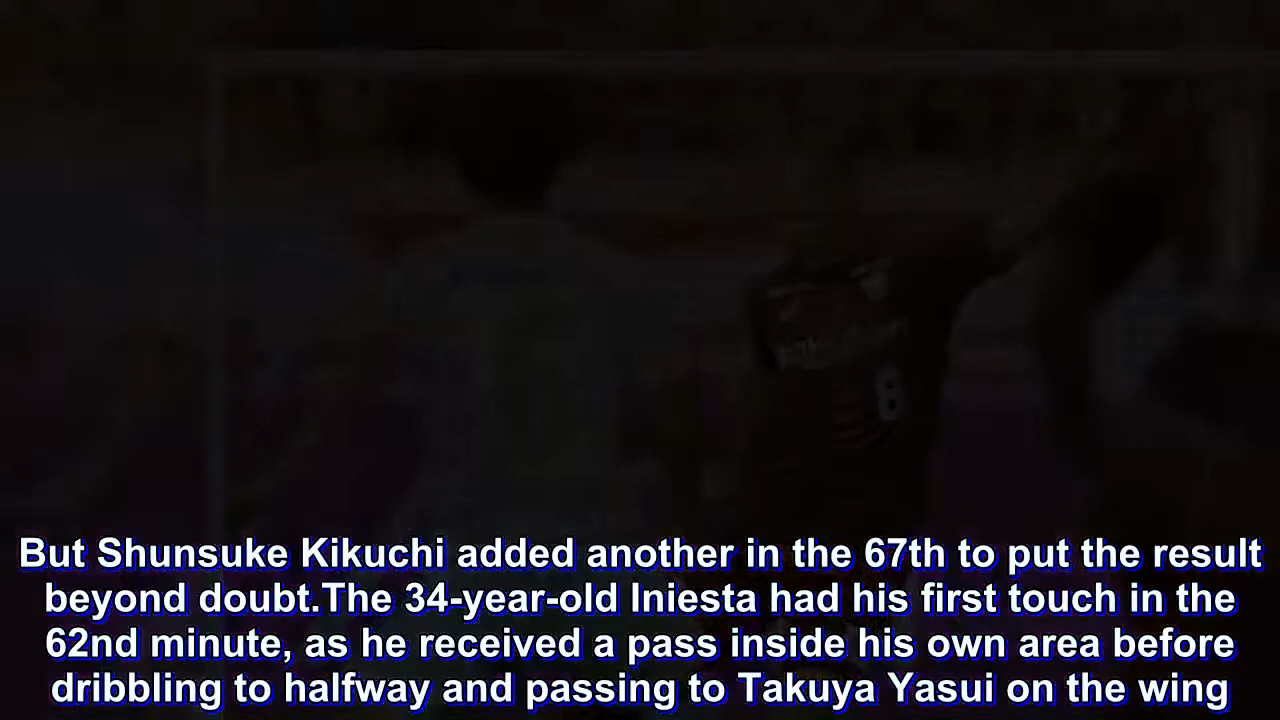 8
But Shunsuke Kikuchi added another in the 67th to put the result
beyond doubt.The 34-year-old Iniesta had his first touch in the
62nd minute, as he received a pass inside his own area before
dribbling to halfway and passing to Takuya Yasui on the wing